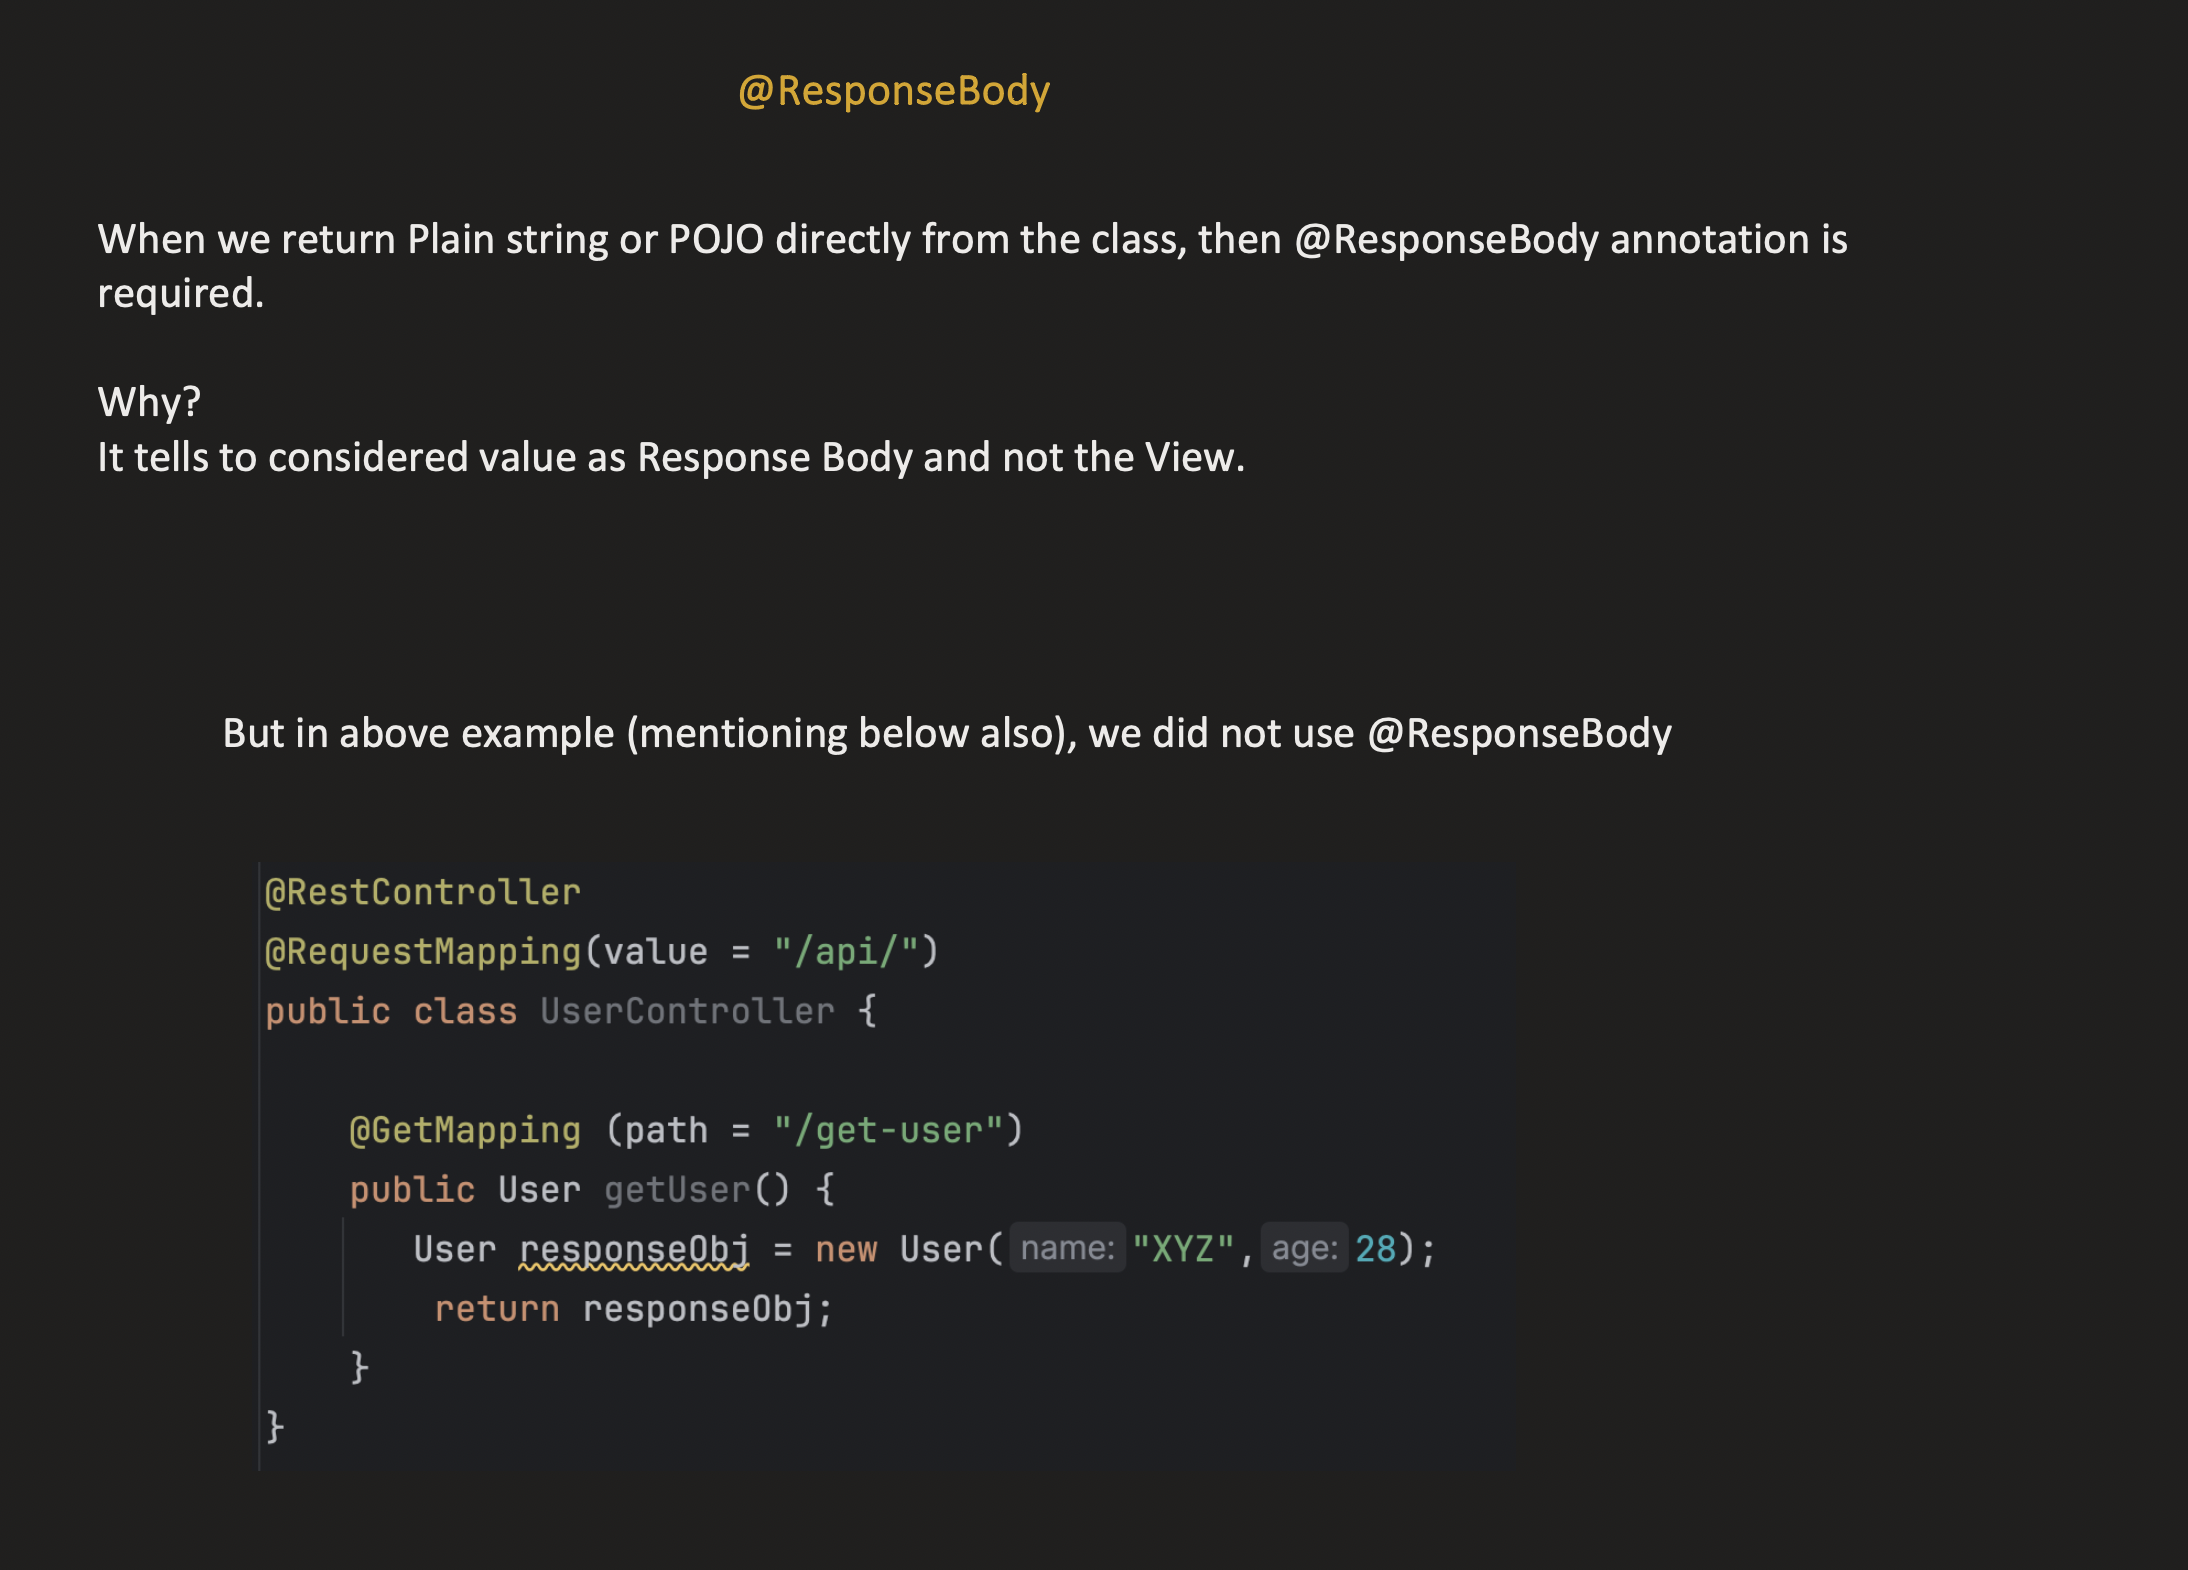 @ResponseBody
When we return Plain string or POJO directly from the class, then @ResponseBody annotation is
required.
Why?
It tells to considered value as Response Body and not the View.
But in above example (mentioning below also), we did not use @ResponseBody
@RestController
@RequestMapping(value = "/api/")
public class UserController {
@GetMapping (path = "/get-user")
public User getUser() {
User responseObj = new User( name: "XYZ", age: 28);
return responseObj;
}
}